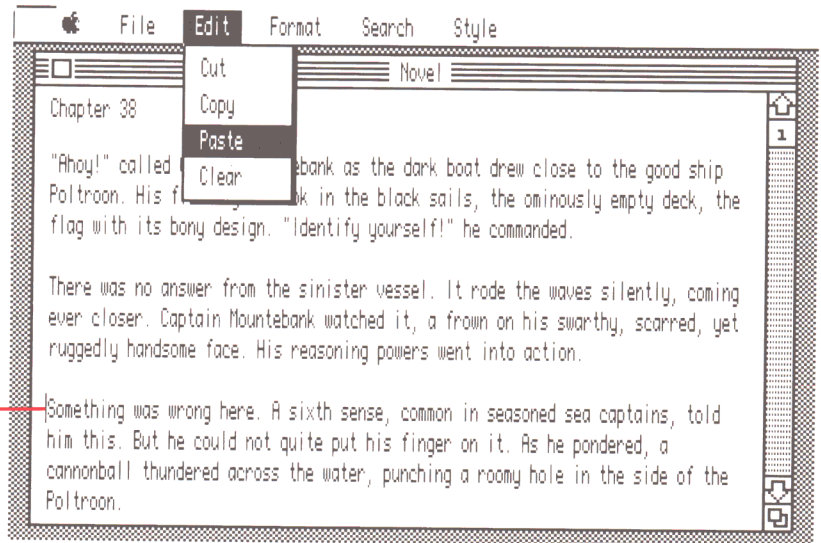 File Edit Format Search Style
Novel
Cut
Copy
Paste
Clear
Chapter 38
"Ahoy!" called as the dark boat drew close to the good ship
Poltroon. His in the black sails, the ominously empty deck, the
flag with its bony design. "Identify yourself!" he commanded.
There was no answer from the sinister vessel. It rode the waves silently, coming
ever closer. Captain Mountebank watched it, a frown on his swarthy, scarred, yet
ruggedly handsome face. His reasoning powers went into action.
Something was wrong here. A sixth sense, common in seasoned sea captains, told
him this. But he could not quite put his finger on it. As he pondered, a
cannonball thundered across the water, punching a roomy hole in the side of the
Poltroon.
1